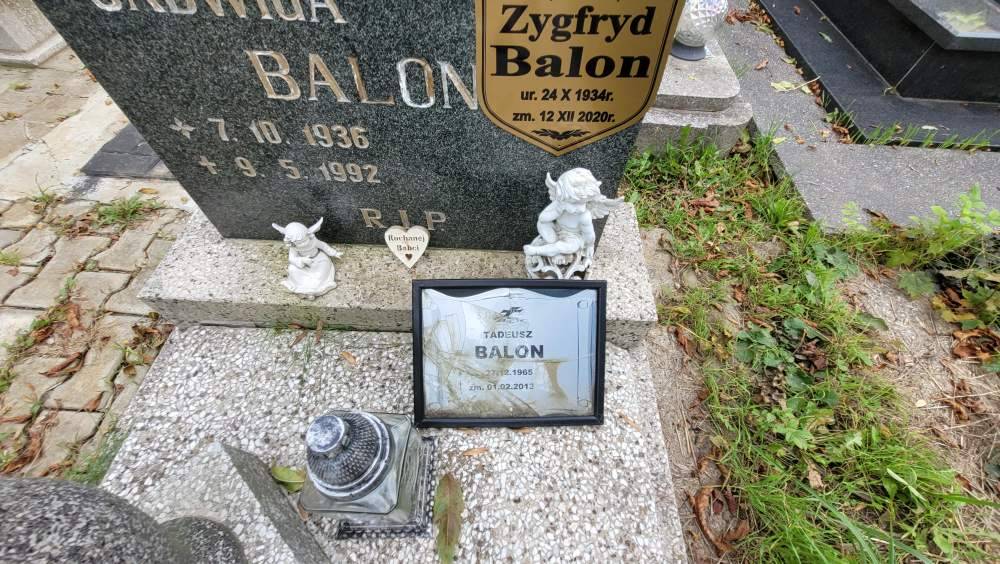 JADWIGA
BALON
* 7.10.1936
+ 9.5.1992
R.I.P
Zygfryd
Balon
ur. 24 X 1934r.
zm. 12 XII 2020r.
Kochanej
Babci
TADEUSZ
BALON
27.12.1965
zm. 01.02.2013